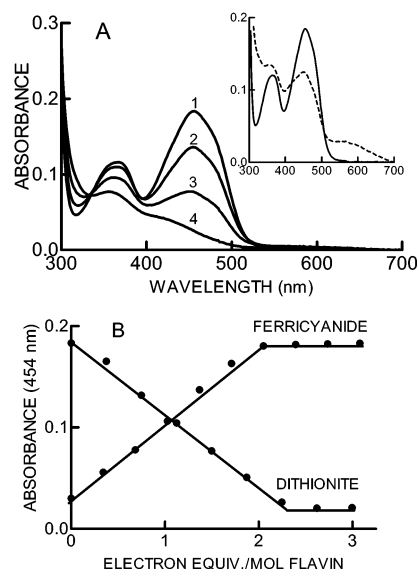 A
ABSORBANCE
0.3
0.2
0.1
0.0
1
2
3
4
300 400 500 600 700
WAVELENGTH (nm)
0.2
0.1
0.0
300 400 500 600 700
B
ABSORBANCE (454 nm)
0.2
0.1
0.0
FERRICYANIDE
DITHIONITE
0 1 2 3
ELECTRON EQUIV./MOL FLAVIN